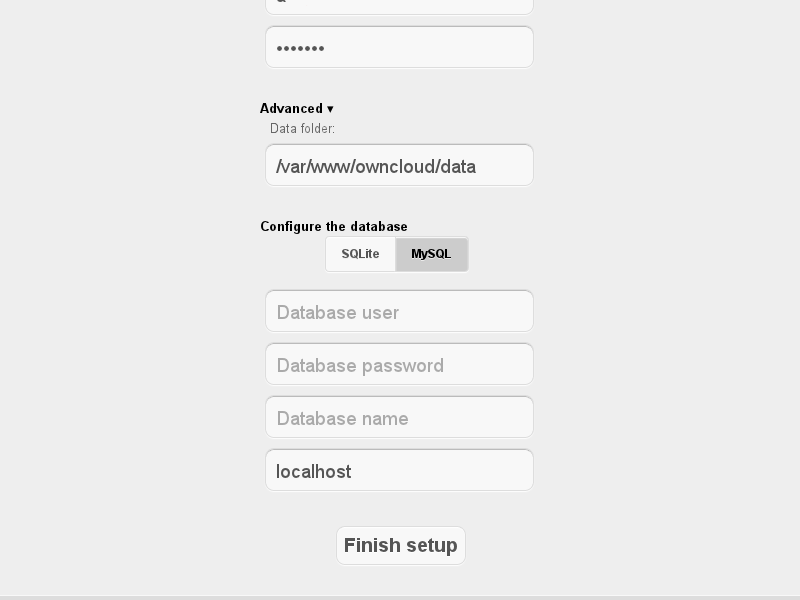 •••••••
Advanced ▾
Data folder:
/var/www/owncloud/data
Configure the database
SQLite MySQL
Database user
Database password
Database name
localhost
Finish setup